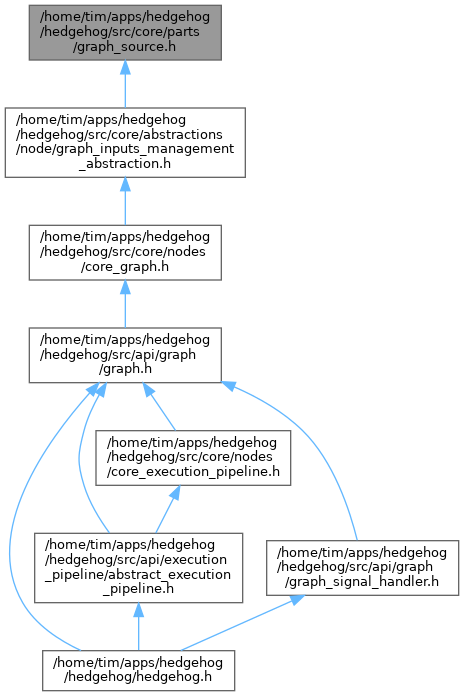 /home/tim/apps/hedgehog
/hedgehog/src/core/parts
/graph_source.h
/home/tim/apps/hedgehog
/hedgehog/src/core/abstractions
/node/graph_inputs_management
_abstraction.h
/home/tim/apps/hedgehog
/hedgehog/src/core/nodes
/core_graph.h
/home/tim/apps/hedgehog
/hedgehog/src/api/graph
/graph.h
/home/tim/apps/hedgehog
/hedgehog/src/core/nodes
/core_execution_pipeline.h
/home/tim/apps/hedgehog
/hedgehog/src/api/execution
_pipeline/abstract_execution
_pipeline.h
/home/tim/apps/hedgehog
/hedgehog/src/api/graph
/graph_signal_handler.h
/home/tim/apps/hedgehog
/hedgehog/hedgehog.h